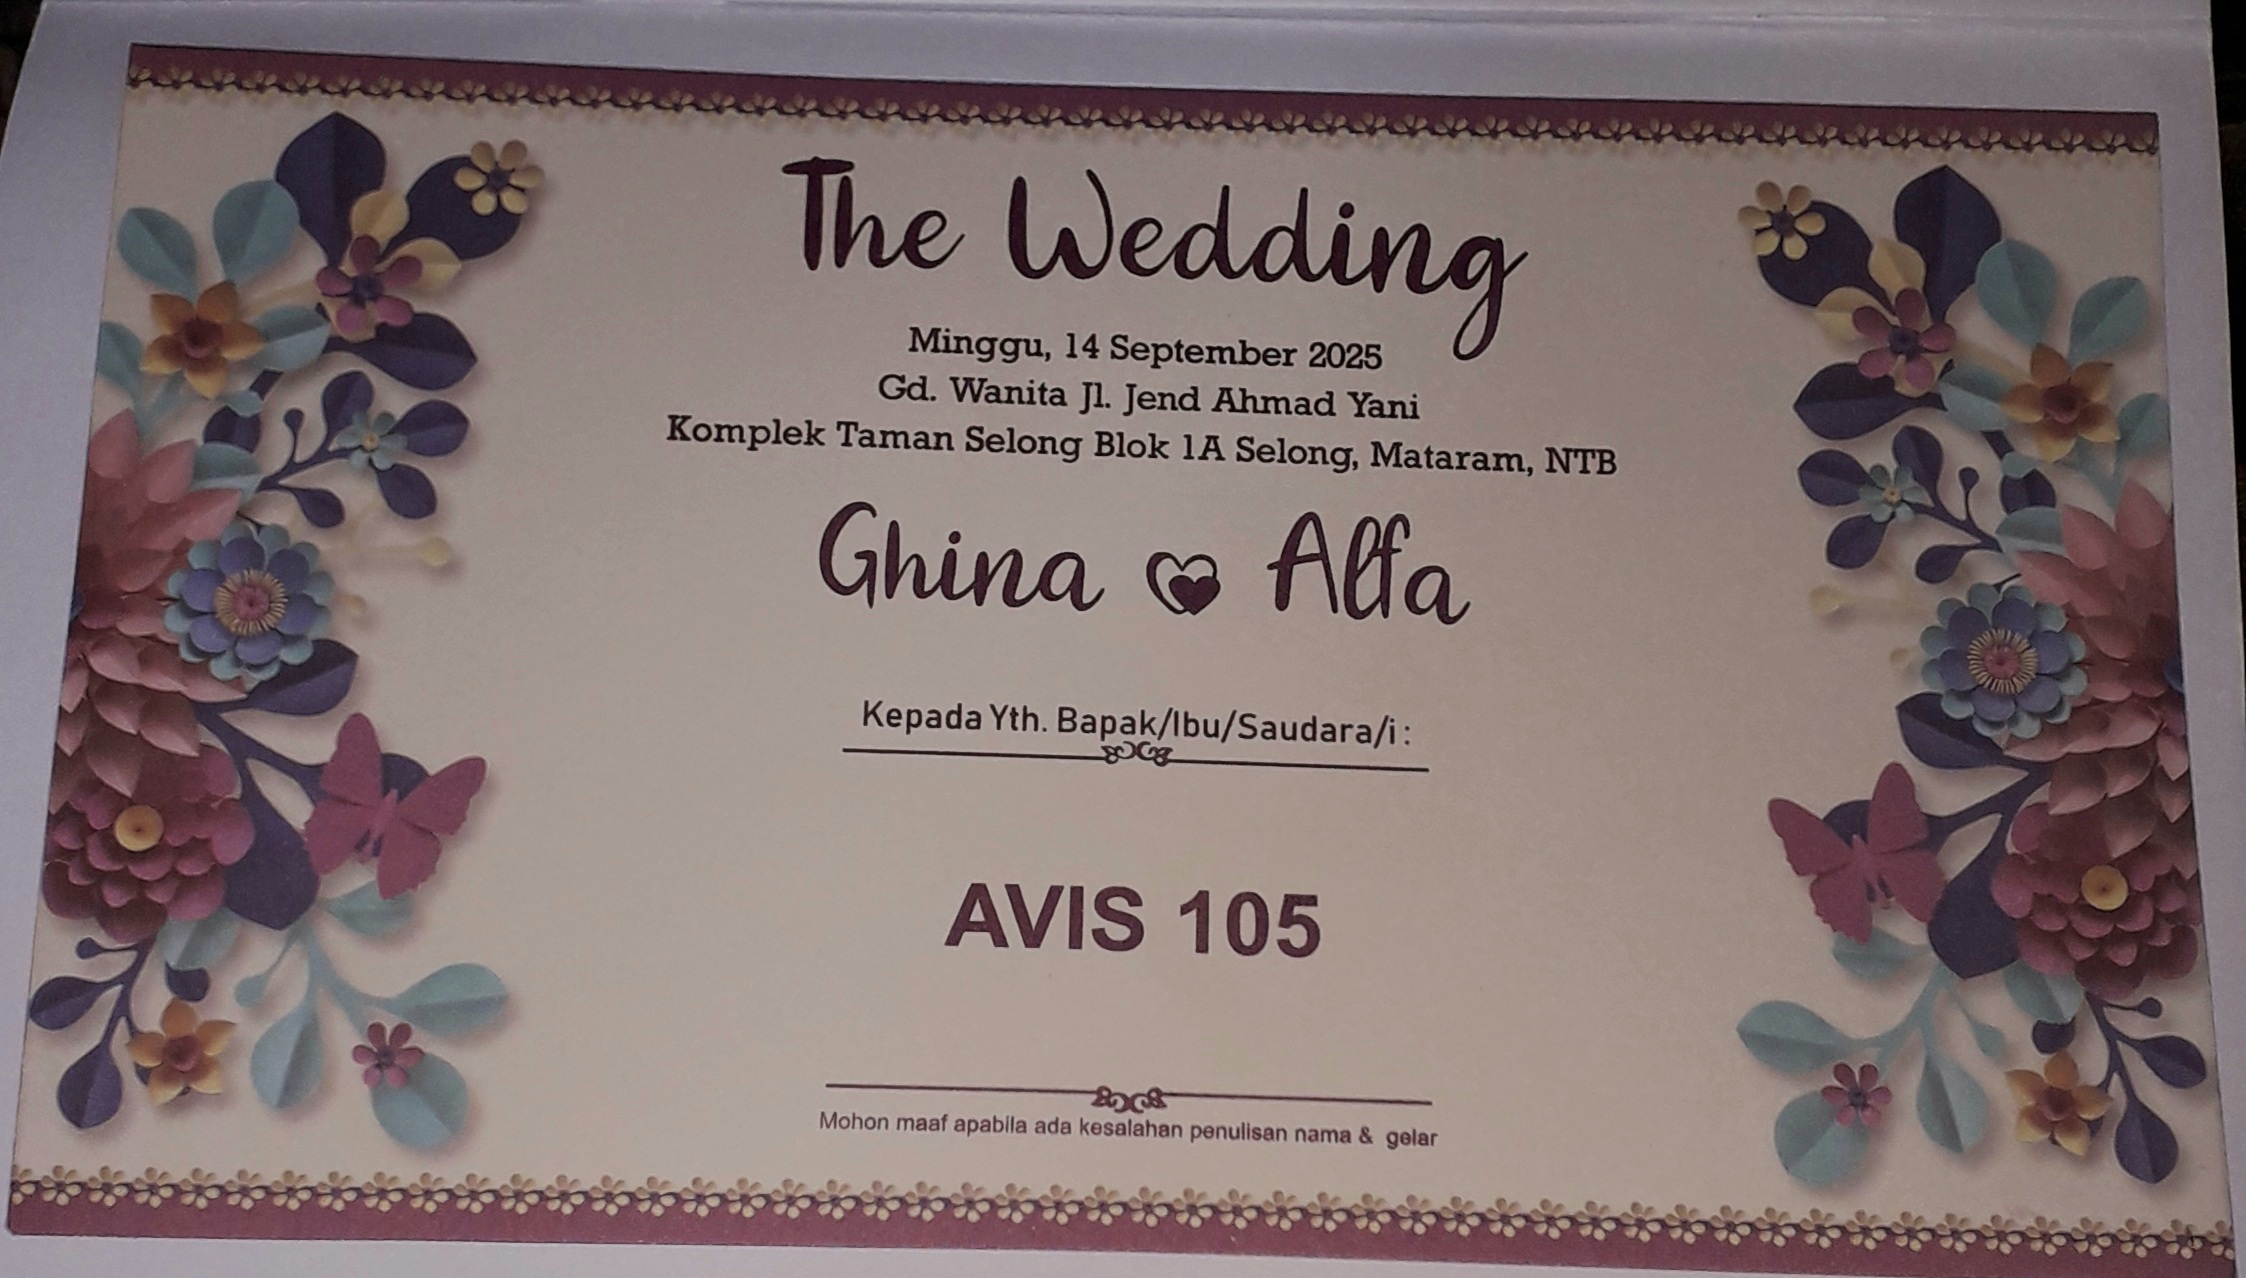 The Wedding
Minggu, 14 September 2025
Gd. Wanita Jl. Jend Ahmad Yani
Komplek Taman Selong Blok 1A Selong, Mataram, NTB
Ghina Alfa
Kepada Yth. Bapak/Ibu/Saudara/i :
AVIS 105
Mohon maaf apabila ada kesalahan penulisan nama & gelar